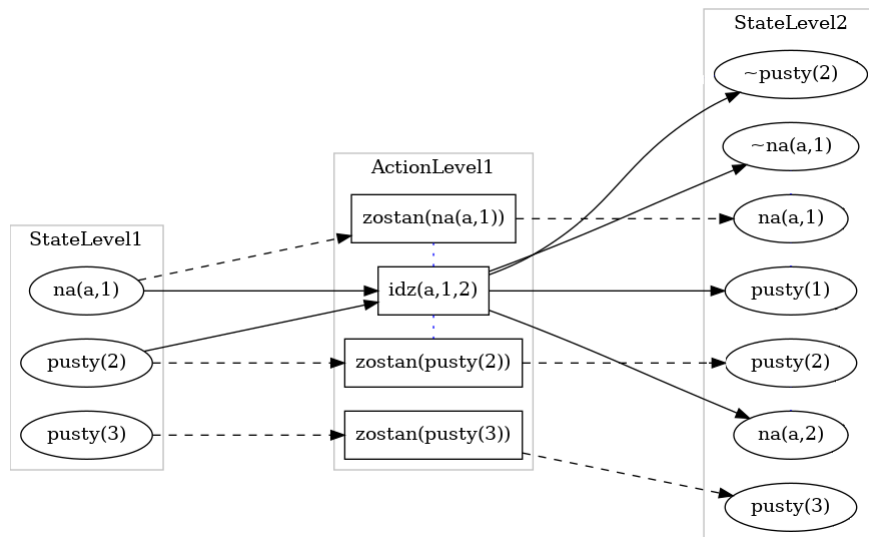 StateLevel1
na(a,1)
pusty(2)
pusty(3)
ActionLevel1
zostan(na(a,1))
idz(a,1,2)
zostan(pusty(2))
zostan(pusty(3))
StateLevel2
~pusty(2)
~na(a,1)
na(a,1)
pusty(1)
pusty(2)
na(a,2)
pusty(3)